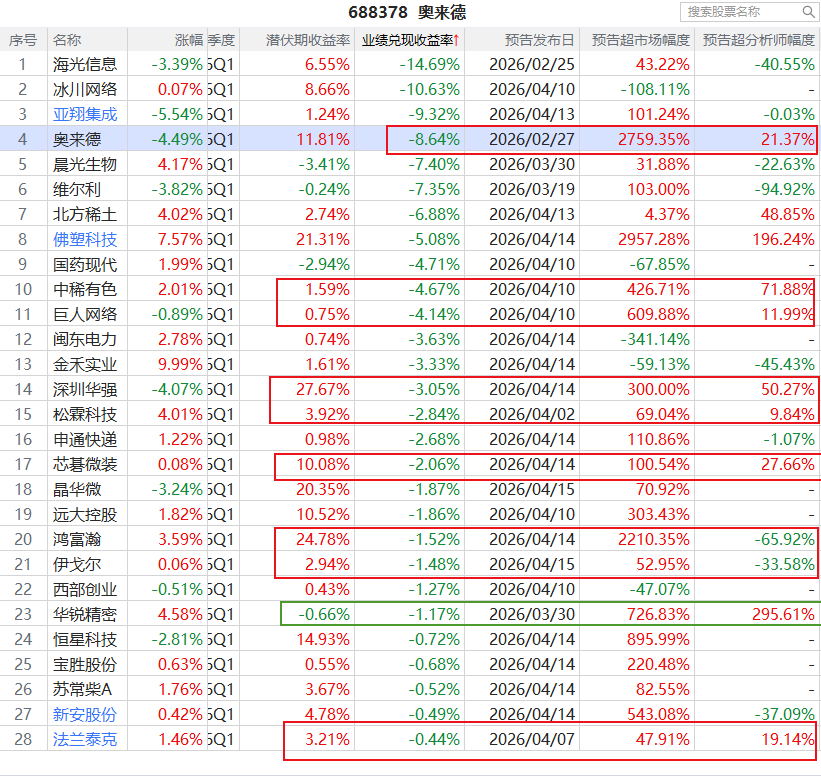 688378 奥来德
搜索股票名称
序号 名称 涨幅 季度 潜伏期收益率 业绩兑现收益率↑ 预告发布日 预告超市场幅度 预告超分析师幅度
1 海光信息 -3.39% 5Q1 6.55% -14.69% 2026/02/25 43.22% -40.55%
2 冰川网络 0.07% 5Q1 8.66% -10.63% 2026/04/10 -108.11% -
3 亚翔集成 -5.54% 5Q1 1.24% -9.32% 2026/04/13 101.24% -0.03%
4 奥来德 -4.49% 5Q1 11.81% -8.64% 2026/02/27 2759.35% 21.37%
5 晨光生物 4.17% 5Q1 -3.41% -7.40% 2026/03/30 31.88% -22.63%
6 维尔利 -3.82% 5Q1 -0.24% -7.35% 2026/03/19 103.00% -94.92%
7 北方稀土 4.02% 5Q1 2.74% -6.88% 2026/04/13 4.37% 48.85%
8 佛塑科技 7.57% 5Q1 21.31% -5.08% 2026/04/14 2957.28% 196.24%
9 国药现代 1.99% 5Q1 -2.94% -4.71% 2026/04/10 -67.85% -
10 中稀有色 2.01% 5Q1 1.59% -4.67% 2026/04/10 426.71% 71.88%
11 巨人网络 -0.89% 5Q1 0.75% -4.14% 2026/04/10 609.88% 11.99%
12 闽东电力 2.78% 5Q1 0.74% -3.63% 2026/04/14 -341.14% -
13 金禾实业 9.99% 5Q1 1.61% -3.33% 2026/04/14 -59.13% -45.43%
14 深圳华强 -4.07% 5Q1 27.67% -3.05% 2026/04/14 300.00% 50.27%
15 松霖科技 4.01% 5Q1 3.92% -2.84% 2026/04/02 69.04% 9.84%
16 申通快递 1.22% 5Q1 0.98% -2.68% 2026/04/14 110.86% -1.07%
17 芯碁微装 0.08% 5Q1 10.08% -2.06% 2026/04/14 100.54% 27.66%
18 晶华微 -3.24% 5Q1 20.35% -1.87% 2026/04/15 70.92% -
19 远大控股 1.82% 5Q1 10.52% -1.86% 2026/04/10 303.43% -
20 鸿富瀚 3.59% 5Q1 24.78% -1.52% 2026/04/14 2210.35% -65.92%
21 伊戈尔 0.06% 5Q1 2.94% -1.48% 2026/04/15 52.95% -33.58%
22 西部创业 -0.51% 5Q1 0.43% -1.27% 2026/04/10 -47.07% -
23 华锐精密 4.58% 5Q1 -0.66% -1.17% 2026/03/30 726.83% 295.61%
24 恒星科技 -2.81% 5Q1 14.93% -0.72% 2026/04/14 895.99% -
25 宝胜股份 0.63% 5Q1 0.55% -0.68% 2026/04/14 220.48% -
26 苏常柴A 1.76% 5Q1 3.67% -0.52% 2026/04/14 82.55% -
27 新安股份 0.42% 5Q1 4.78% -0.49% 2026/04/14 543.08% -37.09%
28 法兰泰克 1.46% 5Q1 3.21% -0.44% 2026/04/07 47.91% 19.14%